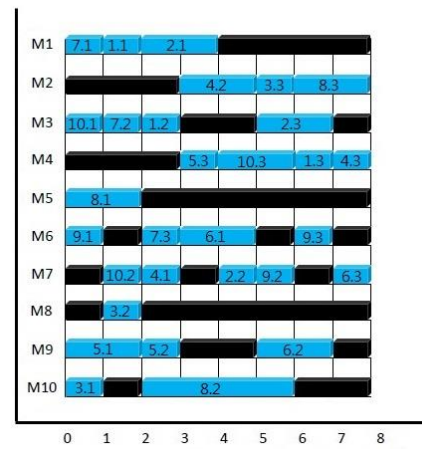 M1 7.1 1.1 2.1
M2 4.2 3.3 8.3
M3 10.1 7.2 1.2 2.3
M4 5.3 10.3 1.3 4.3
M5 8.1
M6 9.1 7.3 6.1 9.3
M7 10.2 4.1 2.2 9.2 6.3
M8 3.2
M9 5.1 5.2 6.2
M10 3.1 8.2
0 1 2 3 4 5 6 7 8